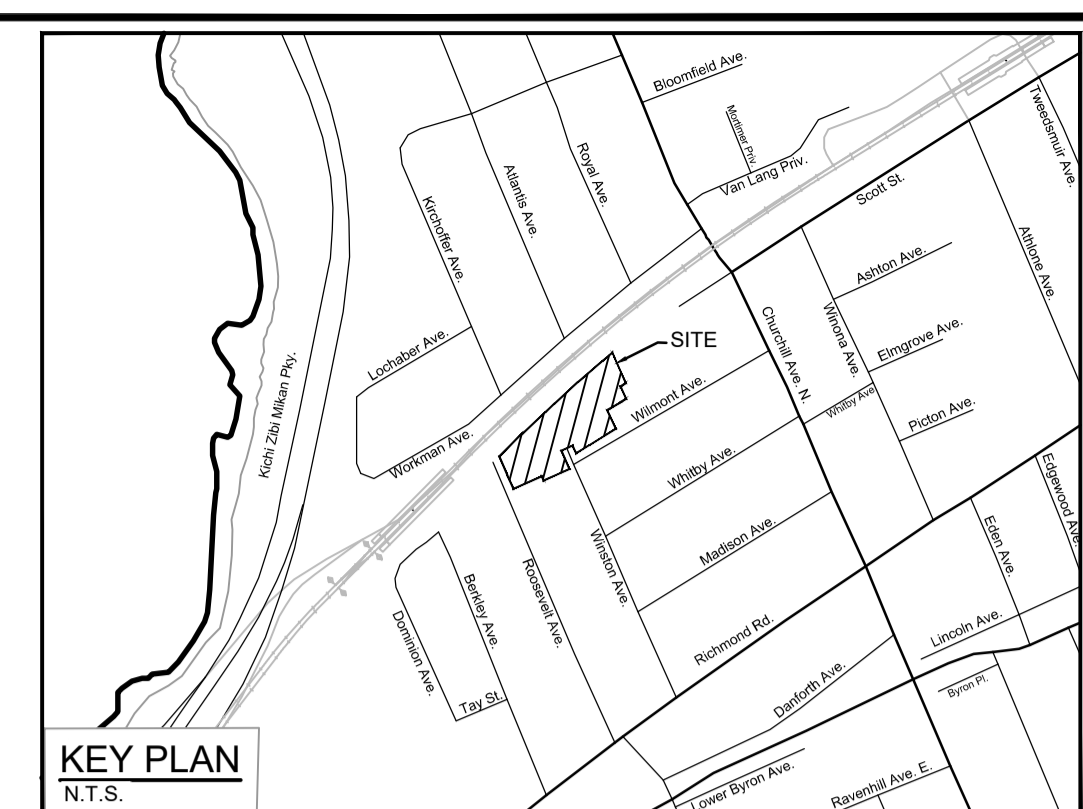 Bloomfield Ave.
Mortimer Priv.
Van Lang Priv.
Tweedsmuir Ave.
Royal Ave.
Atlantis Ave.
Kirchoffer Ave.
Scott St.
Athlone Ave.
Ashton Ave.
Churchill Ave. N.
Winona Ave.
Elmgrove Ave.
SITE
Lochaber Ave.
Kichi Zibi Mikan Pky.
Wilmont Ave.
Whitby Ave
Picton Ave.
Workman Ave.
Whitby Ave.
Edgewood Ave.
Madison Ave.
Eden Ave.
Winston Ave.
Roosevelt Ave.
Berkley Ave.
Dominion Ave.
Richmond Rd.
Lincoln Ave.
Danforth Ave.
Byron Pl.
Tay St.
Lower Byron Ave.
Ravenhill Ave. E.
KEY PLAN
N.T.S.